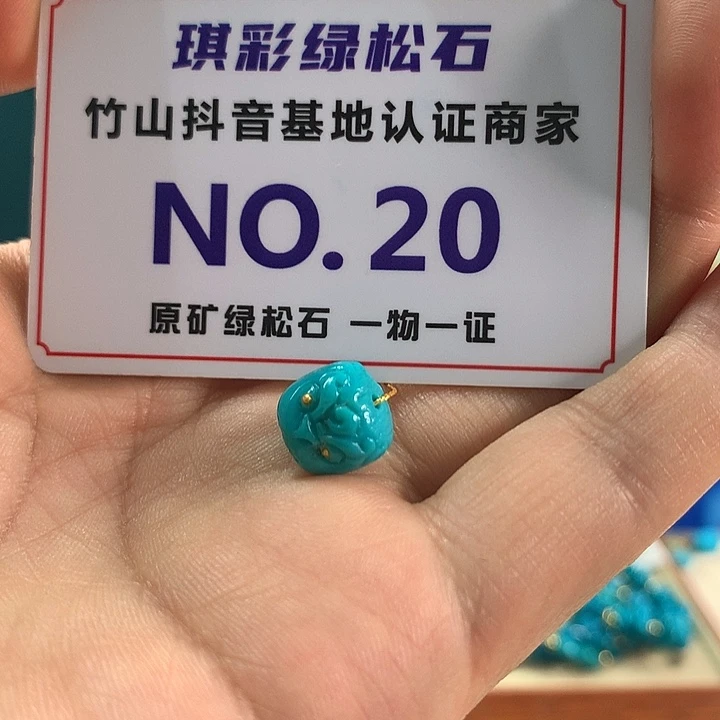 琪彩绿松石
竹山抖音基地认证商家
NO.20
原矿绿松石 一物一证